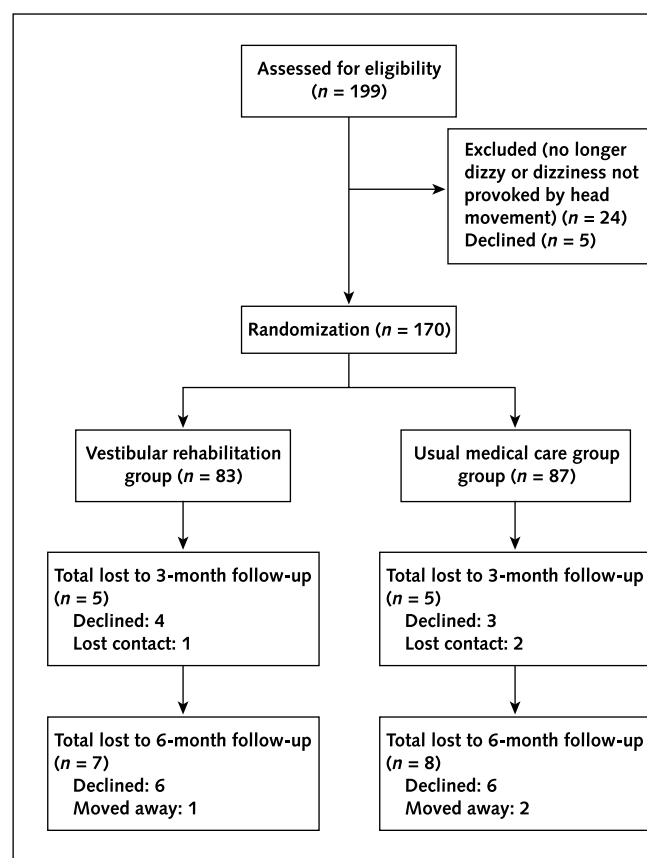 Assessed for eligibility
(n = 199)
Excluded (no longer
dizzy or dizziness not
provoked by head
movement) (n = 24)
Declined (n = 5)
Randomization (n = 170)
Vestibular rehabilitation
group (n = 83)
Usual medical care group
group (n = 87)
Total lost to 3-month follow-up
(n = 5)
Declined: 4
Lost contact: 1
Total lost to 3-month follow-up
(n = 5)
Declined: 3
Lost contact: 2
Total lost to 6-month follow-up
(n = 7)
Declined: 6
Moved away: 1
Total lost to 6-month follow-up
(n = 8)
Declined: 6
Moved away: 2